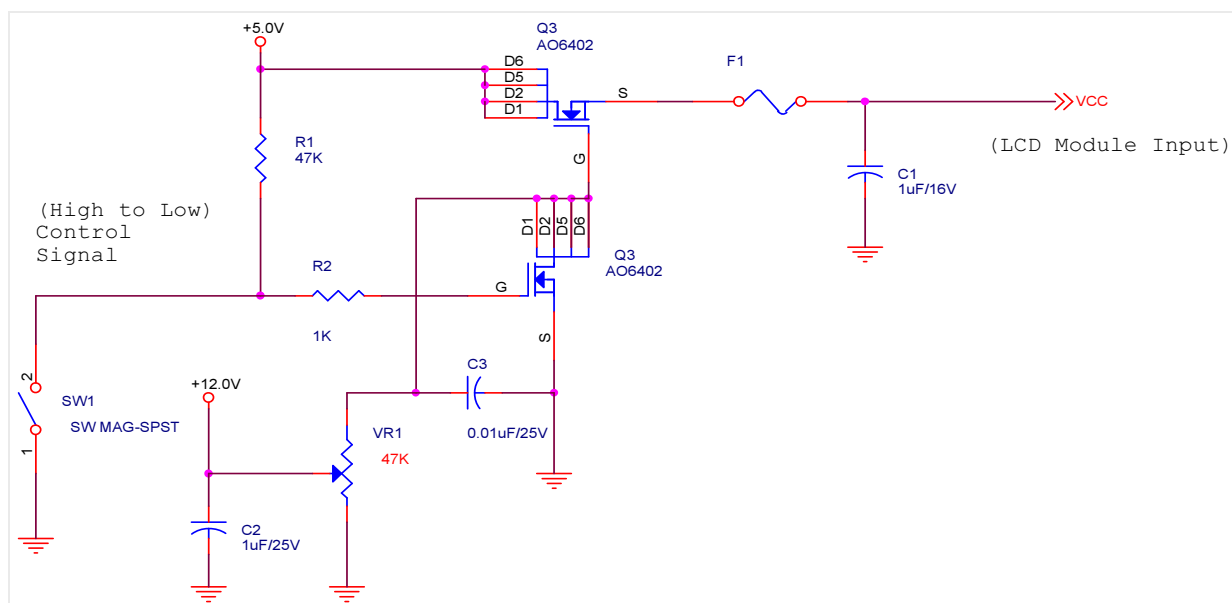 +5.0V
Q3
AO6402
D6
D5
D2
D1
S
G
F1
VCC
(LCD Module Input)
R1
47K
C1
1uF/16V
(High to Low)
Control
Signal
D1
D2
D5
D6
Q3
AO6402
R2
1K
G
S
C3
0.01uF/25V
+12.0V
2
1
SW1
SW MAG-SPST
VR1
47K
C2
1uF/25V